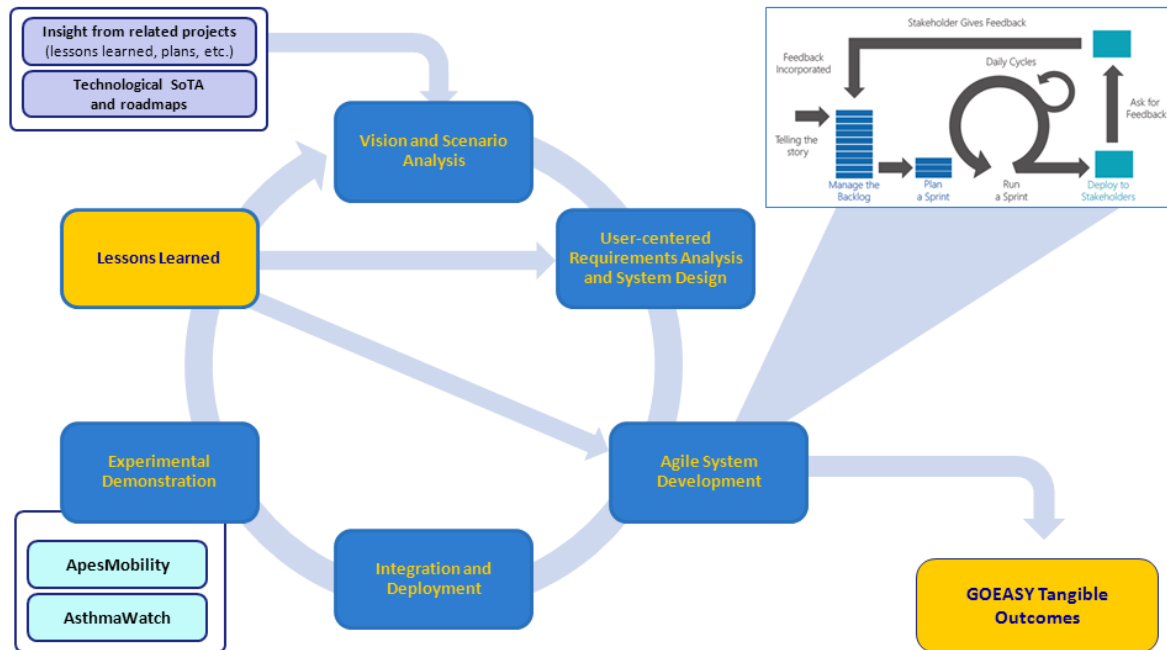 Insight from related projects
(lessons learned, plans, etc.)
Technological SoTA
and roadmaps
Stakeholder Gives Feedback
Feedback
Incorporated
Daily Cycles
Ask for
Feedback
Telling the
story
Manage the
Backlog
Plan
a Sprint
Run
a Sprint
Deploy to
Stakeholders
Vision and Scenario
Analysis
Lessons Learned
User-centered
Requirements Analysis
and System Design
Experimental
Demonstration
Agile System
Development
ApesMobility
AsthmaWatch
Integration and
Deployment
GOEASY Tangible
Outcomes